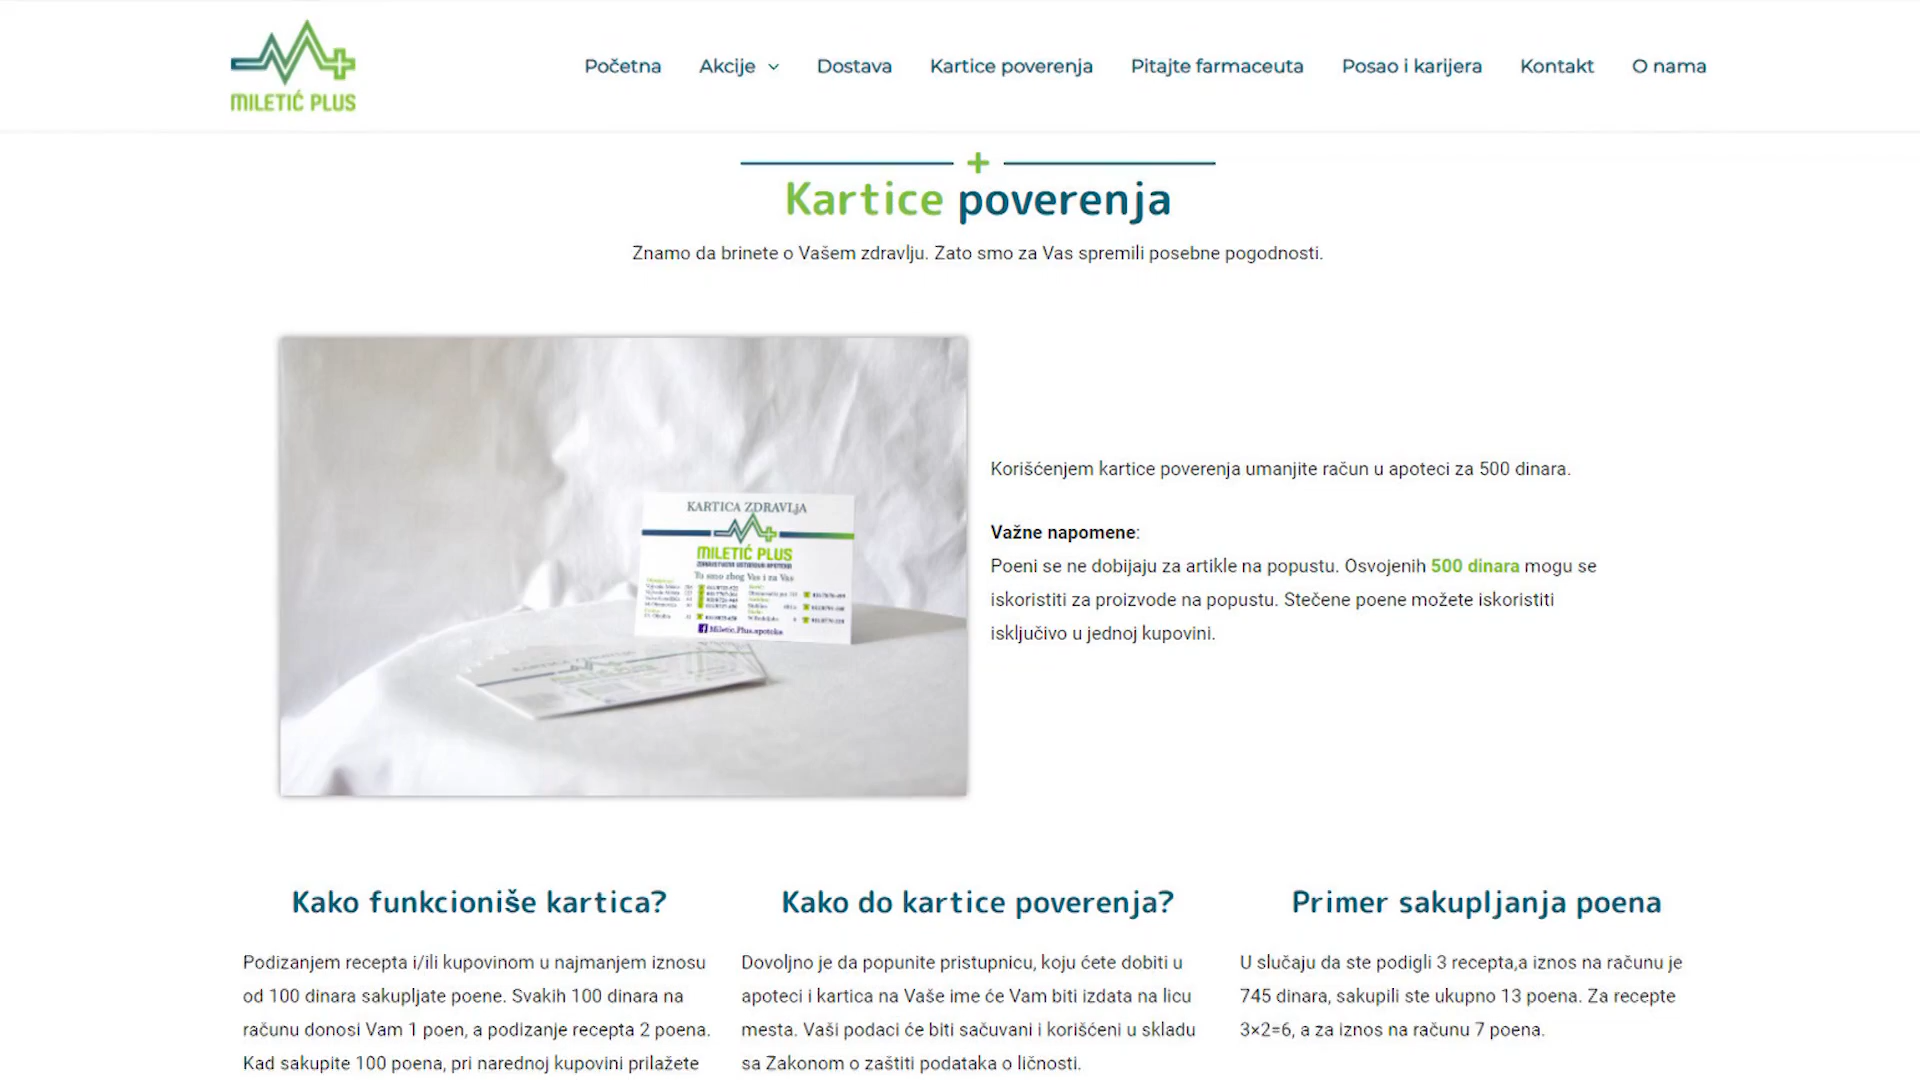 MILETIĆ PLUS
Početna Akcije Dostava Kartice poverenja Pitajte farmaceuta Posao i karijera Kontakt O nama
Kartice poverenja
Znamo da brinete o Vašem zdravlju. Zato smo za Vas spremili posebne pogodnosti.
KARTICA ZDRAVLjA
MILETIĆ PLUS
ZDRAVSTVENA USTANOVA APOTEKA
Tu smo zbog Vas i za Vas
Miletic.Plus.apoteka
Korišćenjem kartice poverenja umanjite račun u apoteci za 500 dinara.
Važne napomene:
Poeni se ne dobijaju za artikle na popustu. Osvojenih 500 dinara mogu se
iskoristiti za proizvode na popustu. Stečene poene možete iskoristiti
isključivo u jednoj kupovini.
Kako funkcioniše kartica?
Podizanjem recepta i/ili kupovinom u najmanjem iznosu
od 100 dinara sakupljate poene. Svakih 100 dinara na
računu donosi Vam 1 poen, a podizanje recepta 2 poena.
Kad sakupite 100 poena, pri narednoj kupovini prilažete
Kako do kartice poverenja?
Dovoljno je da popunite pristupnicu, koju ćete dobiti u
apoteci i kartica na Vaše ime će Vam biti izdata na licu
mesta. Vaši podaci će biti sačuvani i korišćeni u skladu
sa Zakonom o zaštiti podataka o ličnosti.
Primer sakupljanja poena
U slučaju da ste podigli 3 recepta,a iznos na računu je
745 dinara, sakupili ste ukupno 13 poena. Za recepte
3×2=6, a za iznos na računu 7 poena.